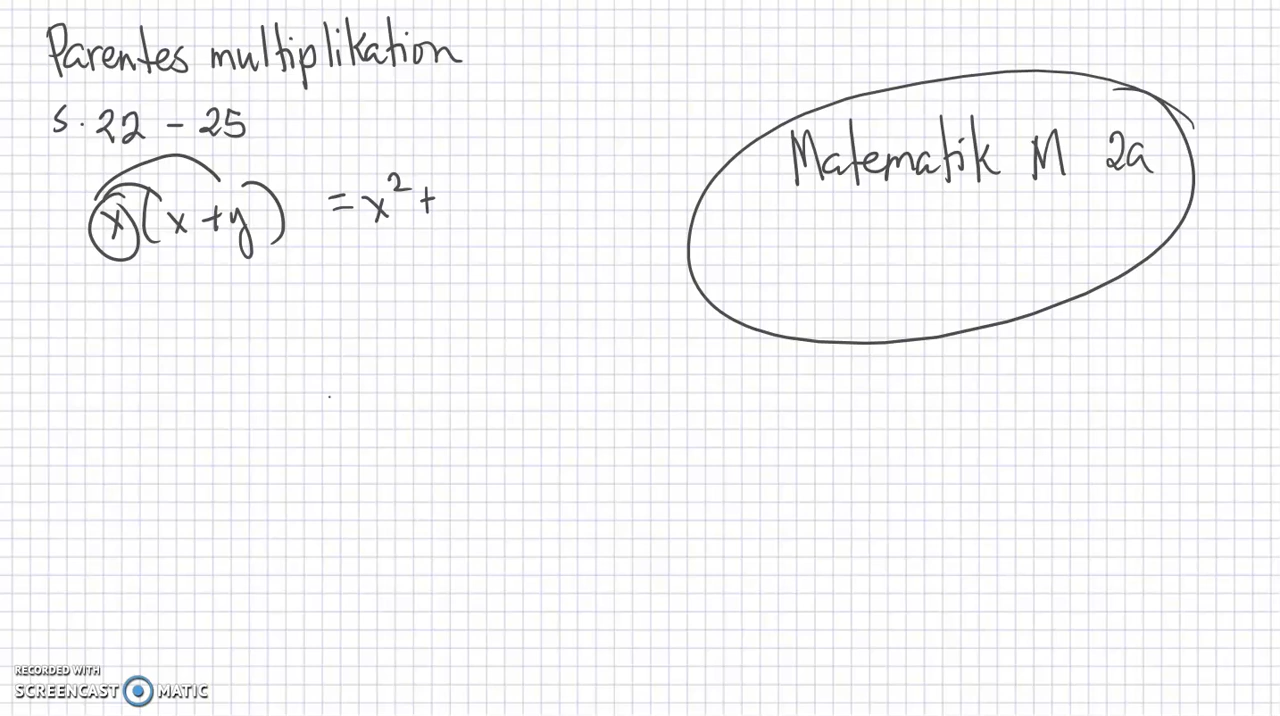 Parentes multiplikation
s. 22 - 25
x(x+y) = x² +
Matematik M 2a
RECORDED WITH
SCREENCAST MATIC